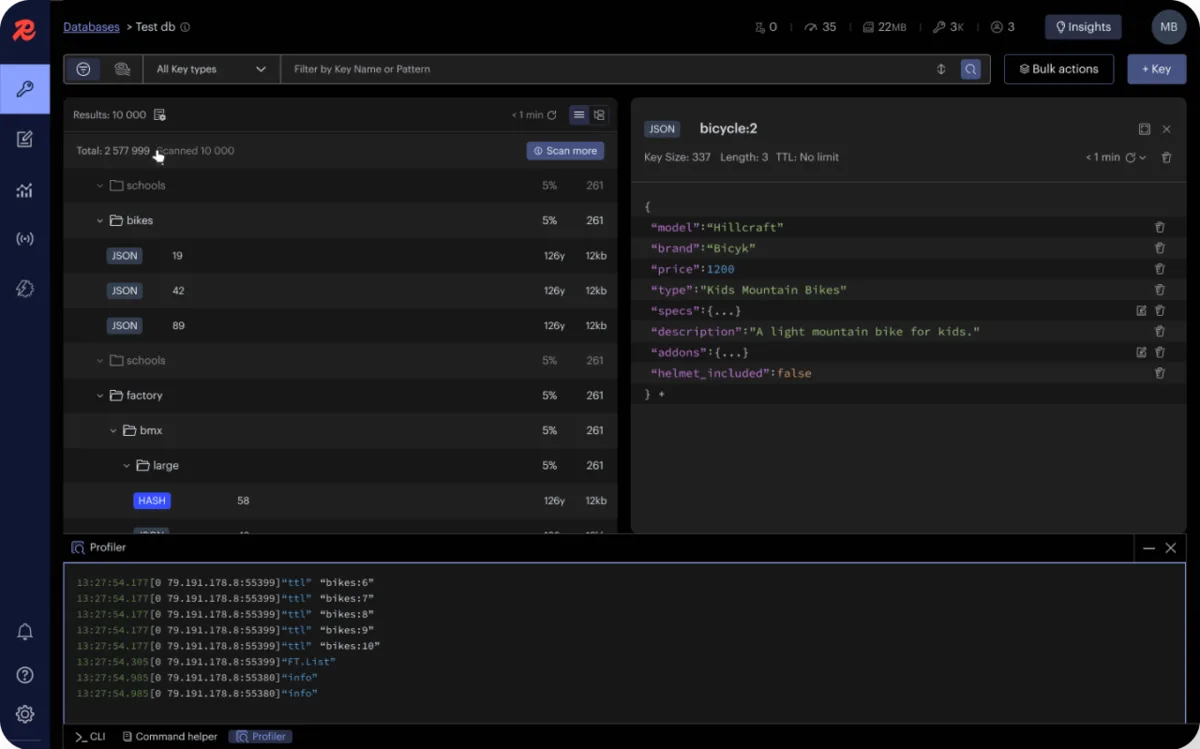 Databases > Test db 0 35 22MB 3K 3 Insights MB
All Key types Filter by Key Name or Pattern Bulk actions + Key
Results: 10 000 < 1 min
Total: 2 577 999 Scanned 10 000 Scan more
schools 5% 261
bikes 5% 261
JSON 19 126y 12kb
JSON 42 126y 12kb
JSON 89 126y 12kb
schools 5% 261
factory 5% 261
bmx 5% 261
large 5% 261
HASH 58 126y 12kb
JSON
JSON bicycle:2
Key Size: 337 Length: 3 TTL: No limit < 1 min
{
“model”:“Hillcraft”
“brand”:“Bicyk”
“price”:1200
“type”:"Kids Mountain Bikes”
“specs”:{...}
“description”:"A light mountain bike for kids.”
“addons”:{...}
“helmet_included”:false
} +
Profiler
13:27:54.177[0 79.191.178.8:55399]“ttl” “bikes:6”
13:27:54.177[0 79.191.178.8:55399]“ttl” “bikes:7”
13:27:54.177[0 79.191.178.8:55399]“ttl” “bikes:8”
13:27:54.177[0 79.191.178.8:55399]“ttl” “bikes:9”
13:27:54.177[0 79.191.178.8:55399]“ttl” “bikes:10”
13:27:54.305[0 79.191.178.8:55399]“FT.List”
13:27:54.985[0 79.191.178.8:55380]“info”
13:27:54.985[0 79.191.178.8:55380]“info”
>_ CLI Command helper Profiler